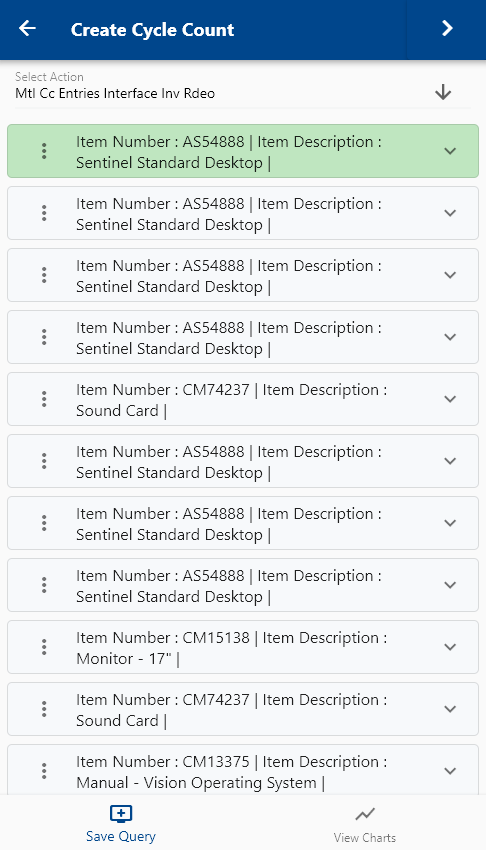 Create Cycle Count
Select Action
Mtl Cc Entries Interface Inv Rdeo
Item Number : AS54888 | Item Description :
Sentinel Standard Desktop |
Item Number : AS54888 | Item Description :
Sentinel Standard Desktop |
Item Number : AS54888 | Item Description :
Sentinel Standard Desktop |
Item Number : AS54888 | Item Description :
Sentinel Standard Desktop |
Item Number : CM74237 | Item Description :
Sound Card |
Item Number : AS54888 | Item Description :
Sentinel Standard Desktop |
Item Number : AS54888 | Item Description :
Sentinel Standard Desktop |
Item Number : AS54888 | Item Description :
Sentinel Standard Desktop |
Item Number : CM15138 | Item Description :
Monitor - 17" |
Item Number : CM74237 | Item Description :
Sound Card |
Item Number : CM13375 | Item Description :
Manual - Vision Operating System |
Save Query
View Charts